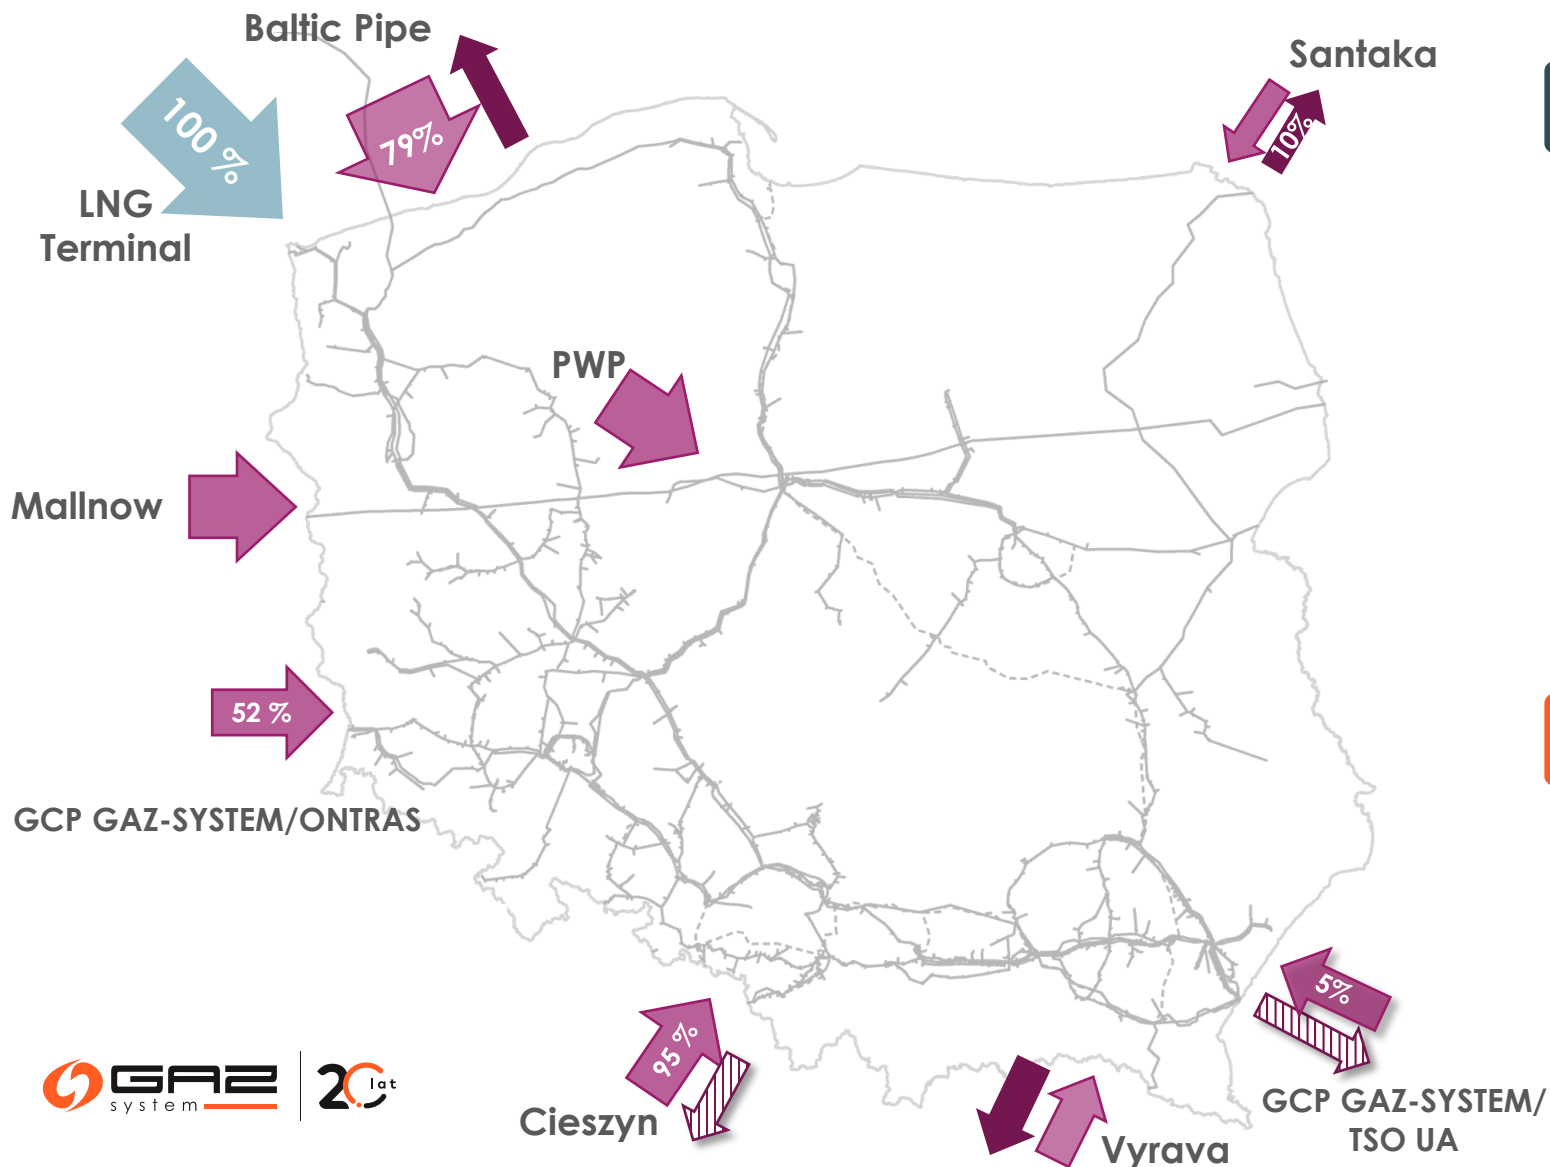 Baltic Pipe
Santaka
100 %
79%
10%
LNG
Terminal
PWP
Mallnow
52 %
GCP GAZ-SYSTEM/ONTRAS
5%
95 %
GAZ
system
20 lat
Cieszyn
Vyrava
GCP GAZ-SYSTEM/
TSO UA